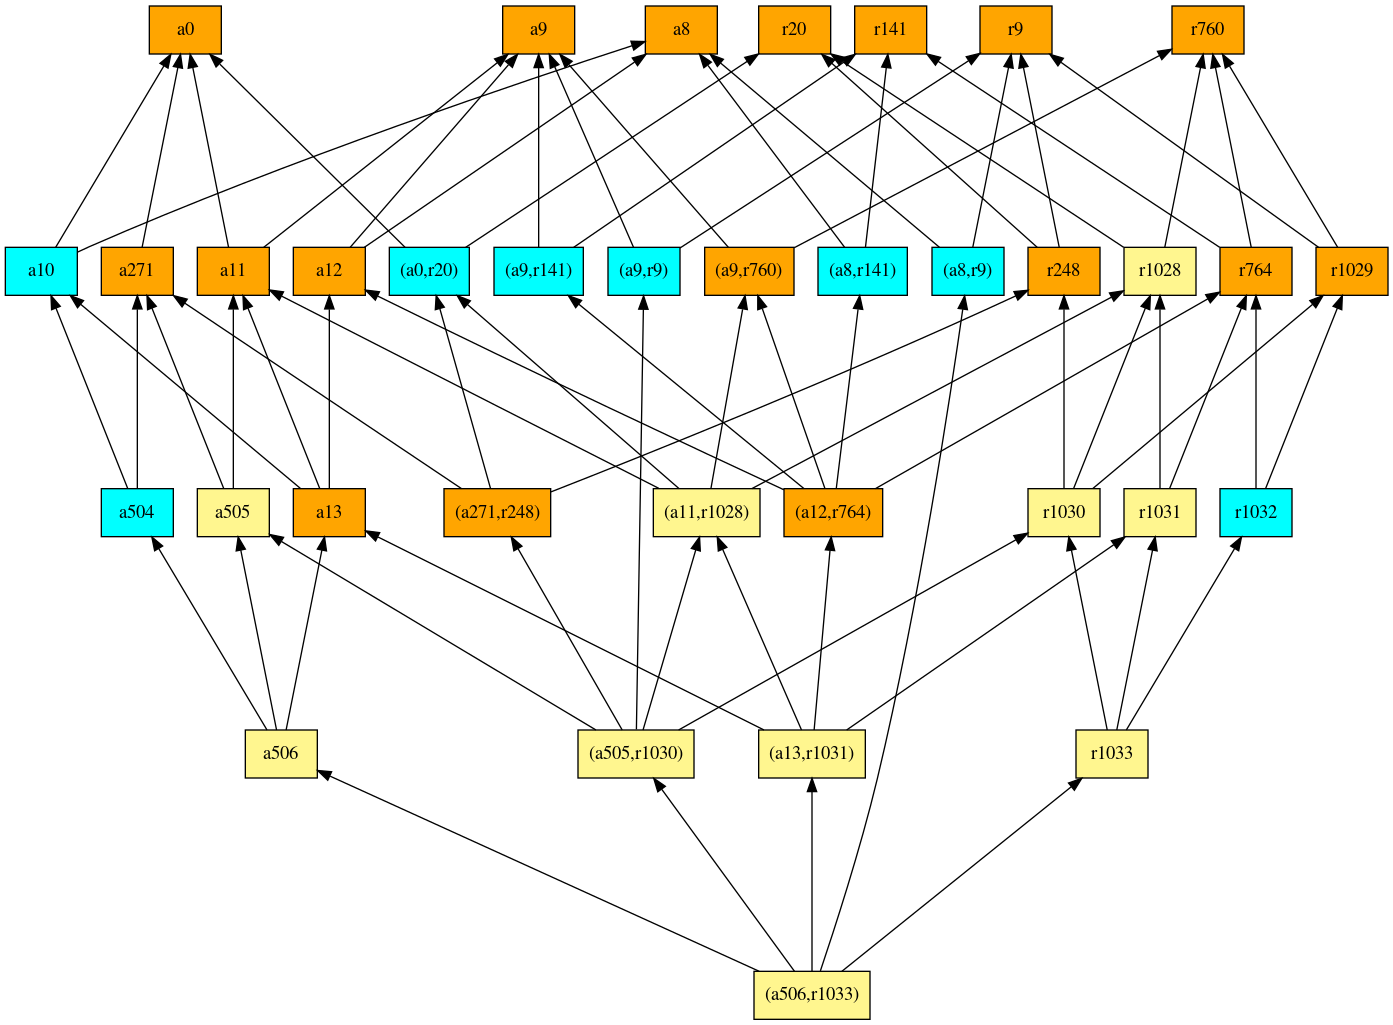 a0
a9
a8
r20
r141
r9
r760
a10
a271
a11
a12
(a0,r20)
(a9,r141)
(a9,r9)
(a9,r760)
(a8,r141)
(a8,r9)
r248
r1028
r764
r1029
a504
a505
a13
(a271,r248)
(a11,r1028)
(a12,r764)
r1030
r1031
r1032
a506
(a505,r1030)
(a13,r1031)
r1033
(a506,r1033)